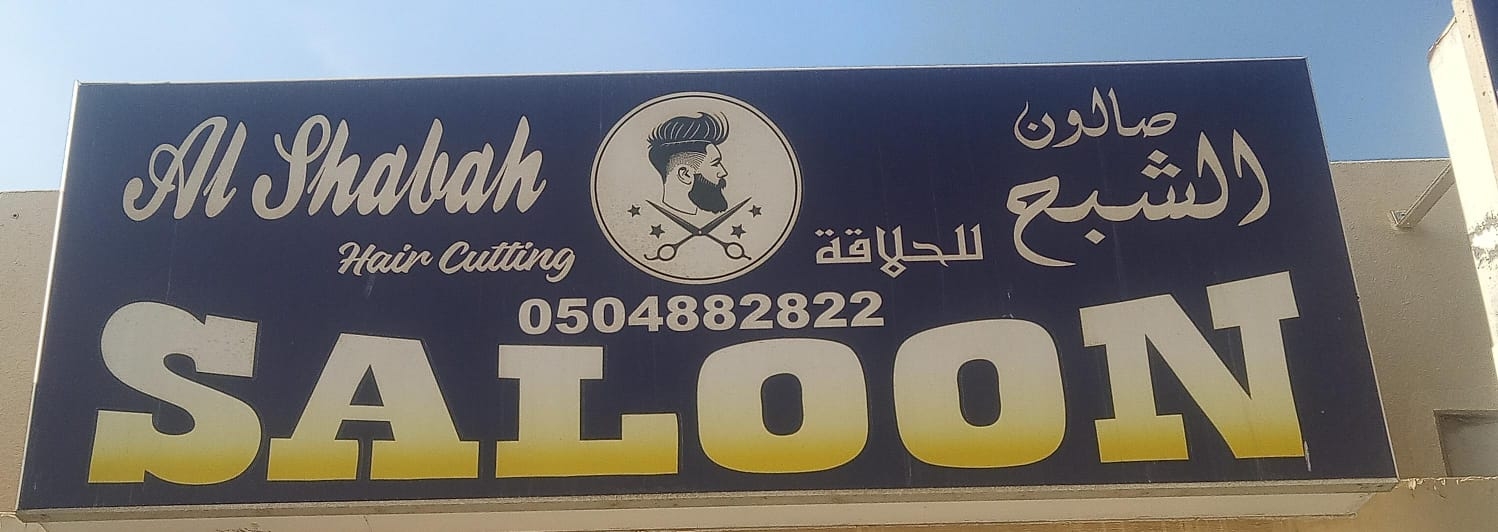 Al Shabah
Hair Cutting
صالون
الشبح
للحلاقة
0504882822
SALOON